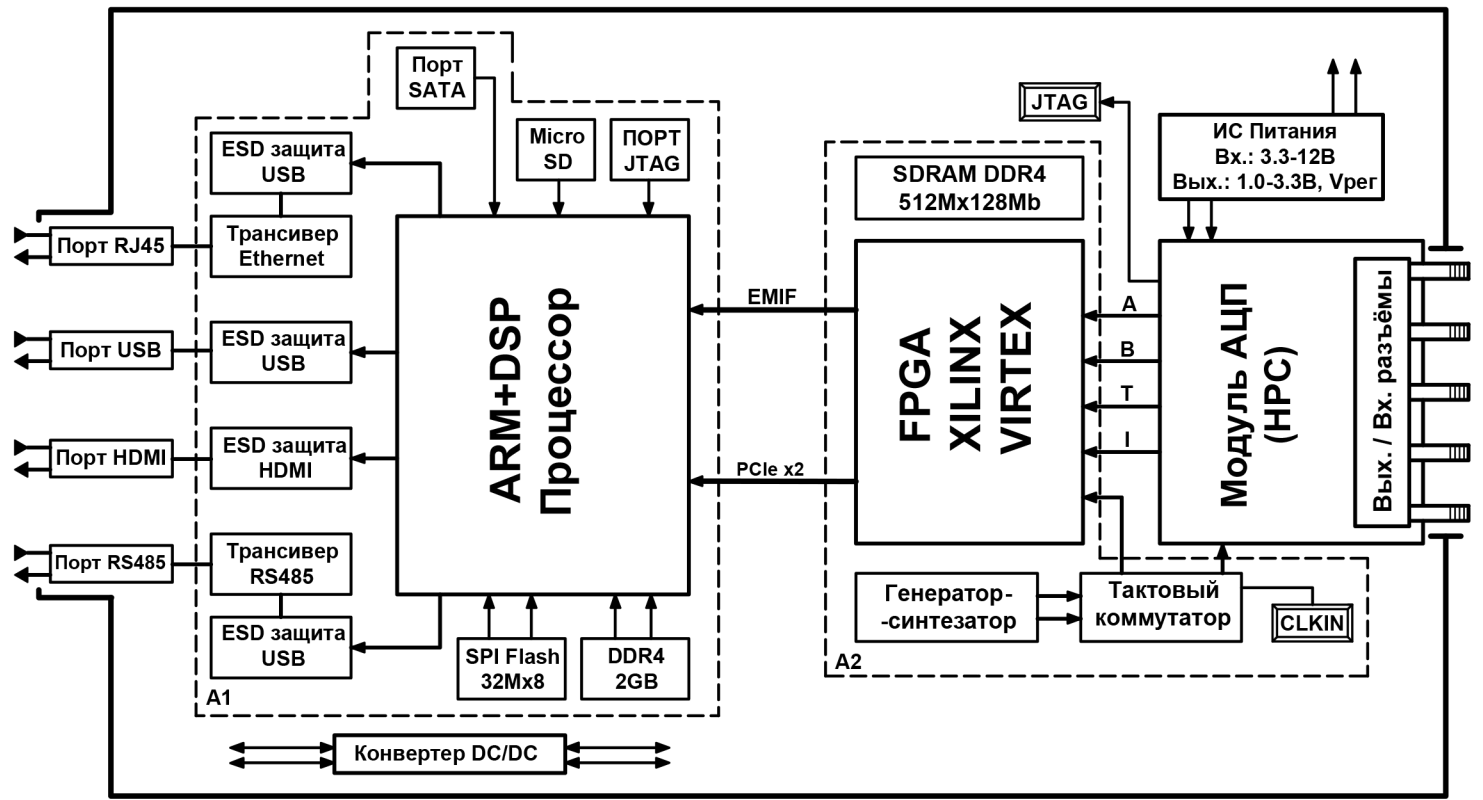 Порт
SATA
ESD защита
USB
Micro
SD
ПОРТ
JTAG
Порт RJ45
Трансивер
Ethernet
Порт USB
ESD защита
USB
Порт HDMI
ESD защита
HDMI
Порт RS485
Трансивер
RS485
ESD защита
USB
A1
ARM+DSP
Процессор
SPI Flash
32Mx8
DDR4
2GB
Конвертер DC/DC
EMIF
PCIe x2
SDRAM DDR4
512Mx128Mb
FPGA
XILINX
VIRTEX
JTAG
ИС Питания
Вх.: 3.3-12В
Вых.: 1.0-3.3В, Vрег
A
B
T
I
Модуль АЦП
(HPC)
Вых. / Вх. разъёмы
Генератор-
-синтезатор
Тактовый
коммутатор
CLKIN
A2